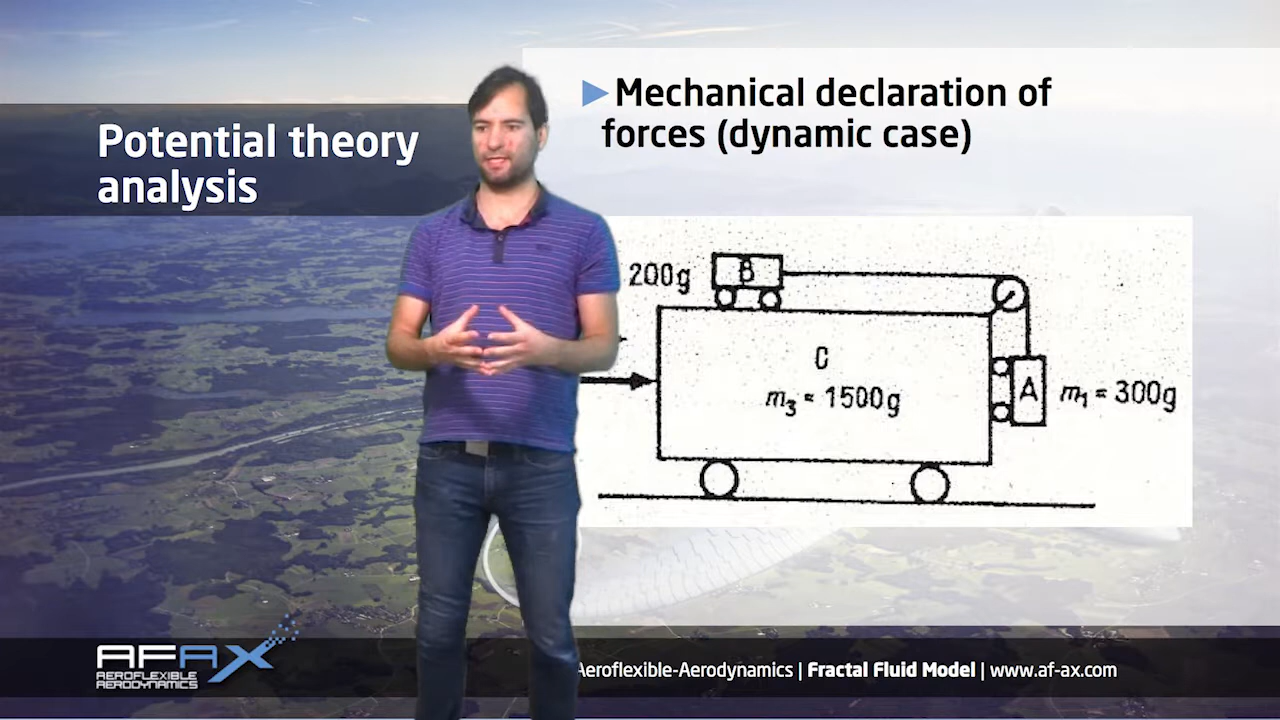 Potential theory
analysis
►Mechanical declaration of
forces (dynamic case)
200g
B
C
m₃ = 1500g
A
m₁ = 300g
AFAX
AEROFLEXIBLE
AERODYNAMICS
Aeroflexible-Aerodynamics | Fractal Fluid Model | www.af-ax.com